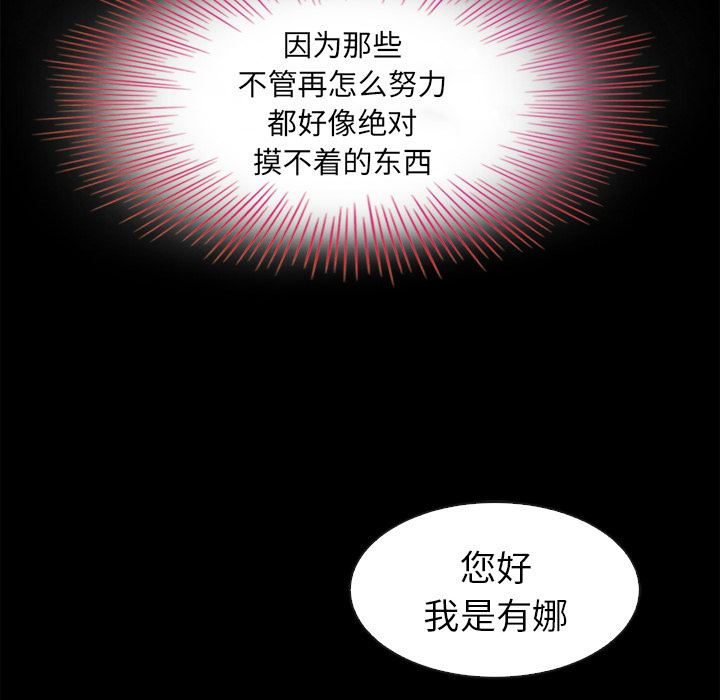 因为那些
不管再怎么努力
都好像绝对
摸不着的东西
您好
我是有娜